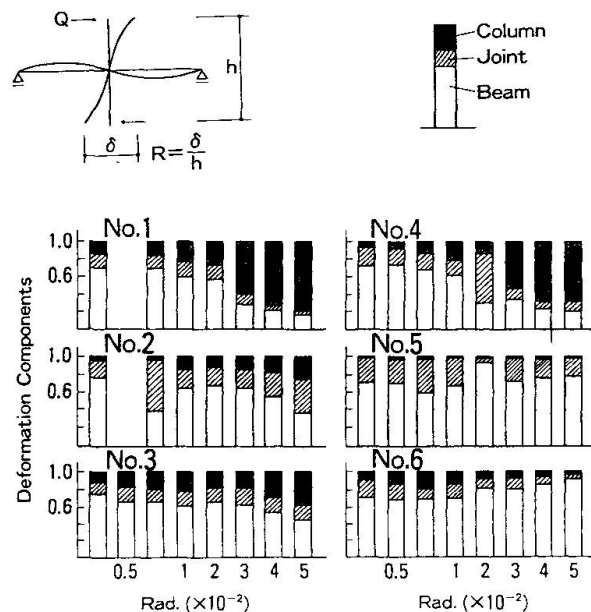 Q
h
δ
R=δ/h
Column
Joint
Beam
Deformation Components
No.1
1.0
0.6
No.2
1.0
0.6
No.3
1.0
0.6
0.5 1 2 3 4 5
Rad. (×10⁻²)
No.4
No.5
No.6
0.5 1 2 3 4 5
Rad. (×10⁻²)